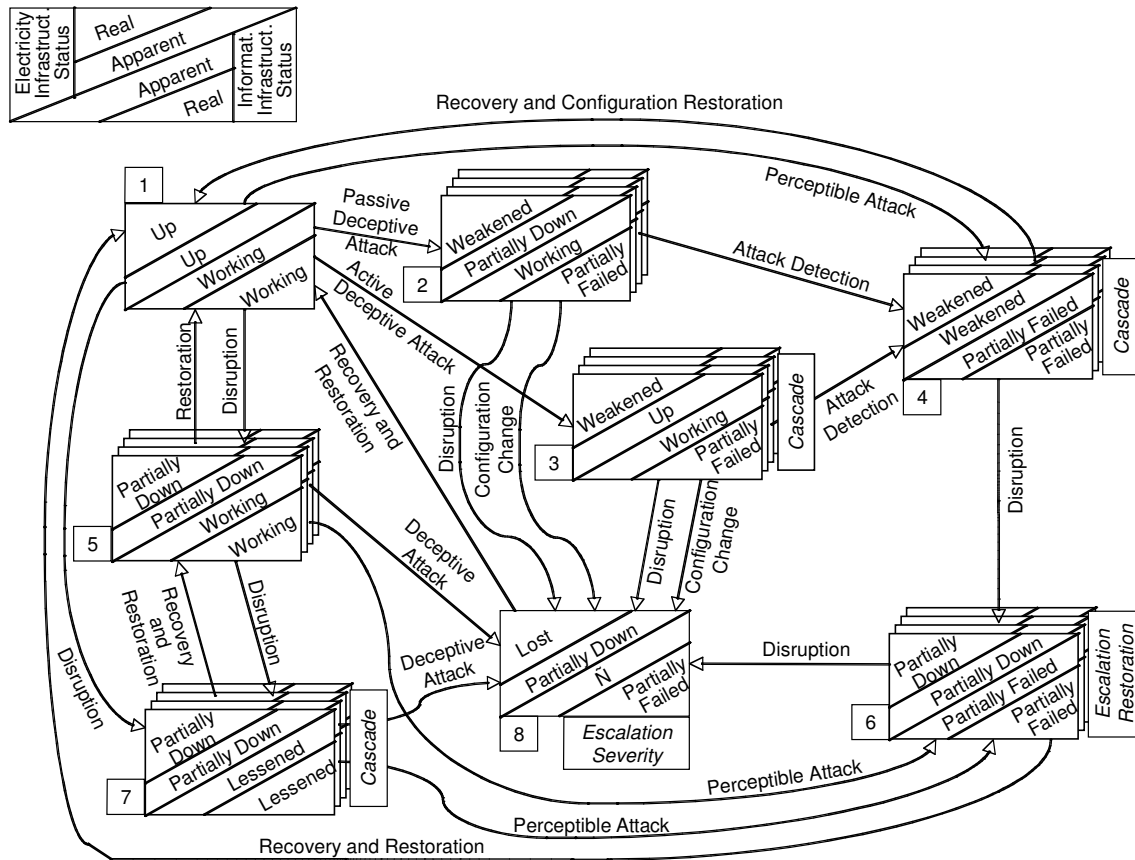 Electricity
Infrastruct.
Status
Real
Apparent
Apparent
Real
Informat.
Infrastruct.
Status
Recovery and Configuration Restoration
Perceptible Attack
1
Up
Up
Working
Working
Passive
Deceptive
Attack
Active
Deceptive Attack
2
Weakened
Partially Down
Working
Partially
Failed
Attack Detection
4
Weakened
Weakened
Partially Failed
Partially
Failed
Cascade
3
Weakened
Up
Working
Partially
Failed
Cascade
Attack
Detection
Restoration
Disruption
Recovery and
Restoration
Disruption
Configuration
Change
Disruption
Configuration
Change
Disruption
5
Partially
Down
Partially Down
Working
Working
Deceptive
Attack
Recovery
and
Restoration
Disruption
Disruption
Deceptive
Attack
8
Lost
Partially Down
N
Partially
Failed
Escalation
Severity
Disruption
6
Partially
Down
Partially Down
Partially Failed
Partially
Failed
Escalation
Restoration
7
Partially
Down
Partially Down
Lessened
Lessened
Cascade
Perceptible Attack
Perceptible Attack
Recovery and Restoration